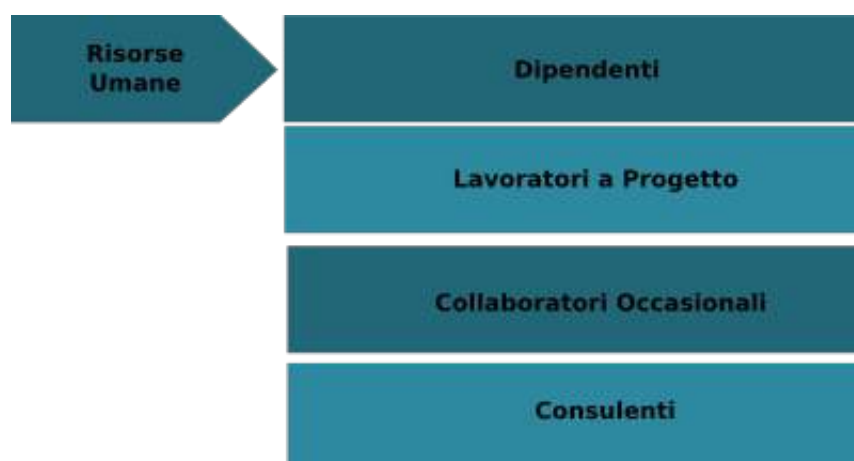 Risorse
Umane
Dipendenti
Lavoratori a Progetto
Collaboratori Occasionali
Consulenti